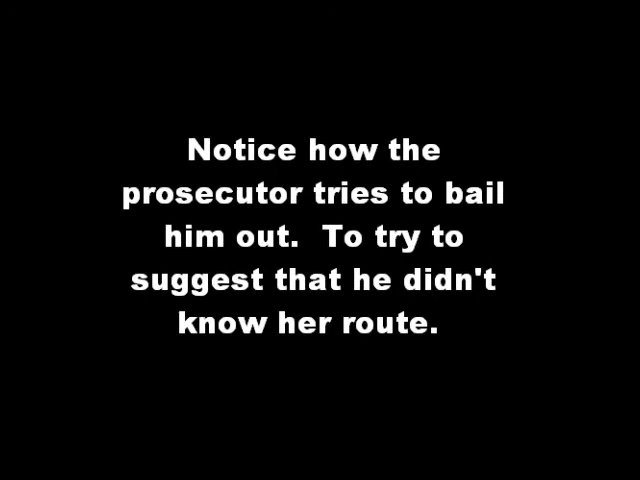 Notice how the
prosecutor tries to bail
him out.  To try to
suggest that he didn't
know her route.